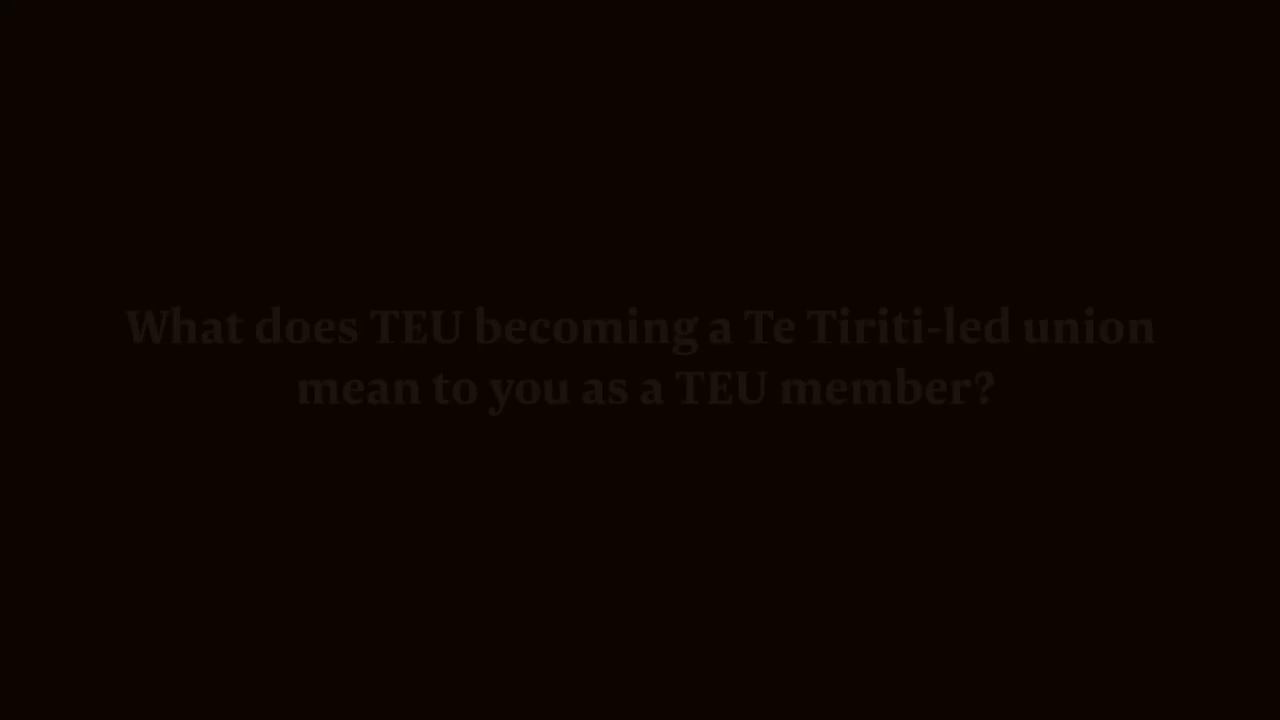 What does TEU becoming a Te Tiriti-led union
mean to you as a TEU member?